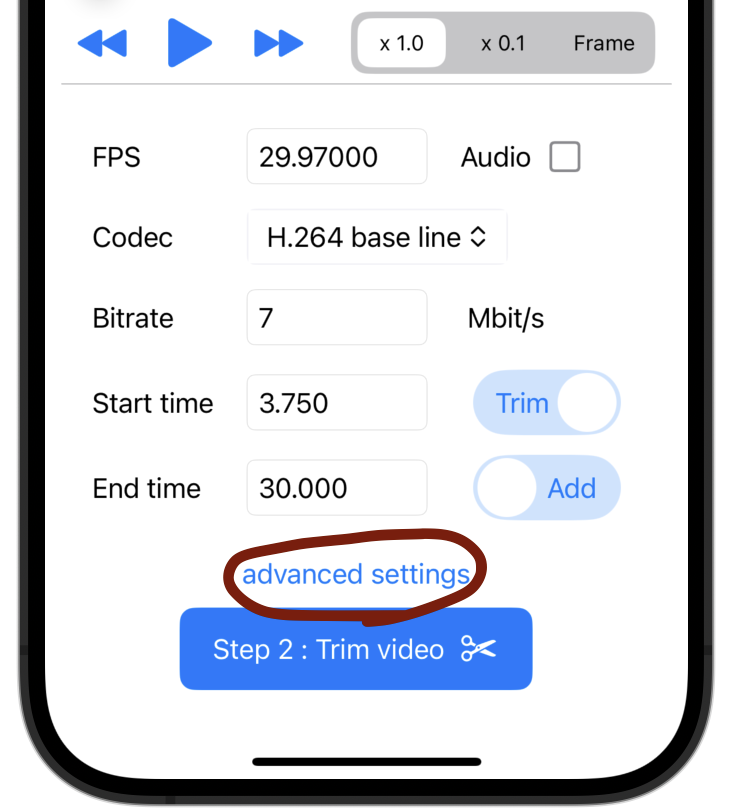 x 1.0 x 0.1 Frame
FPS 29.97000 Audio
Codec H.264 base line
Bitrate 7 Mbit/s
Start time 3.750 Trim
End time 30.000 Add
advanced settings
Step 2 : Trim video